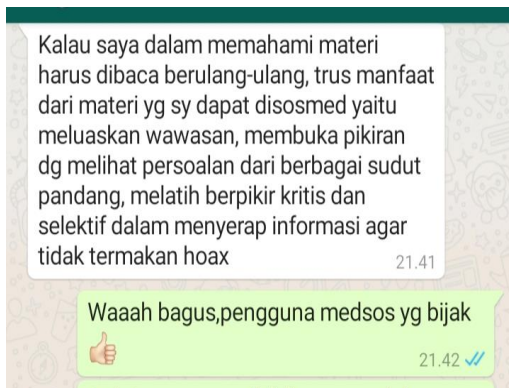 Kalau saya dalam memahami materi
harus dibaca berulang-ulang, trus manfaat
dari materi yg sy dapat disosmed yaitu
meluaskan wawasan, membuka pikiran
dg melihat persoalan dari berbagai sudut
pandang, melatih berpikir kritis dan
selektif dalam menyerap informasi agar
tidak termakan hoax
21.41
Waaah bagus,pengguna medsos yg bijak
👍🏻
21.42